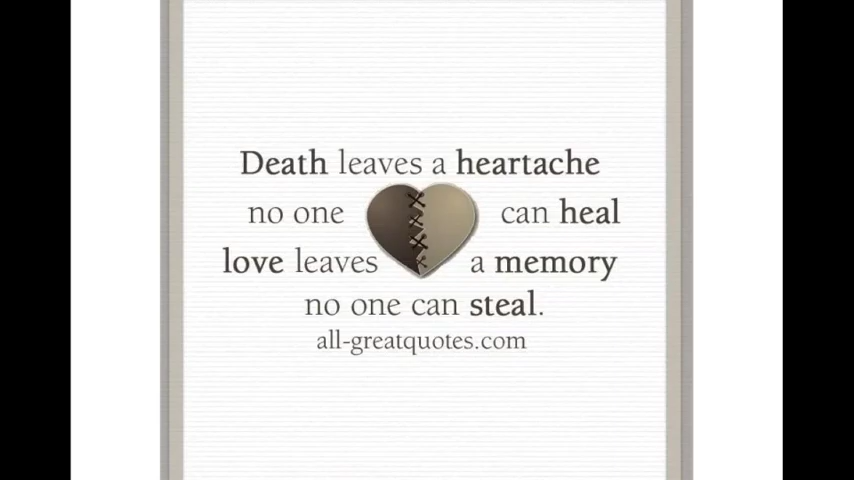 Death leaves a heartache
no one can heal
love leaves a memory
no one can steal.
all-greatquotes.com